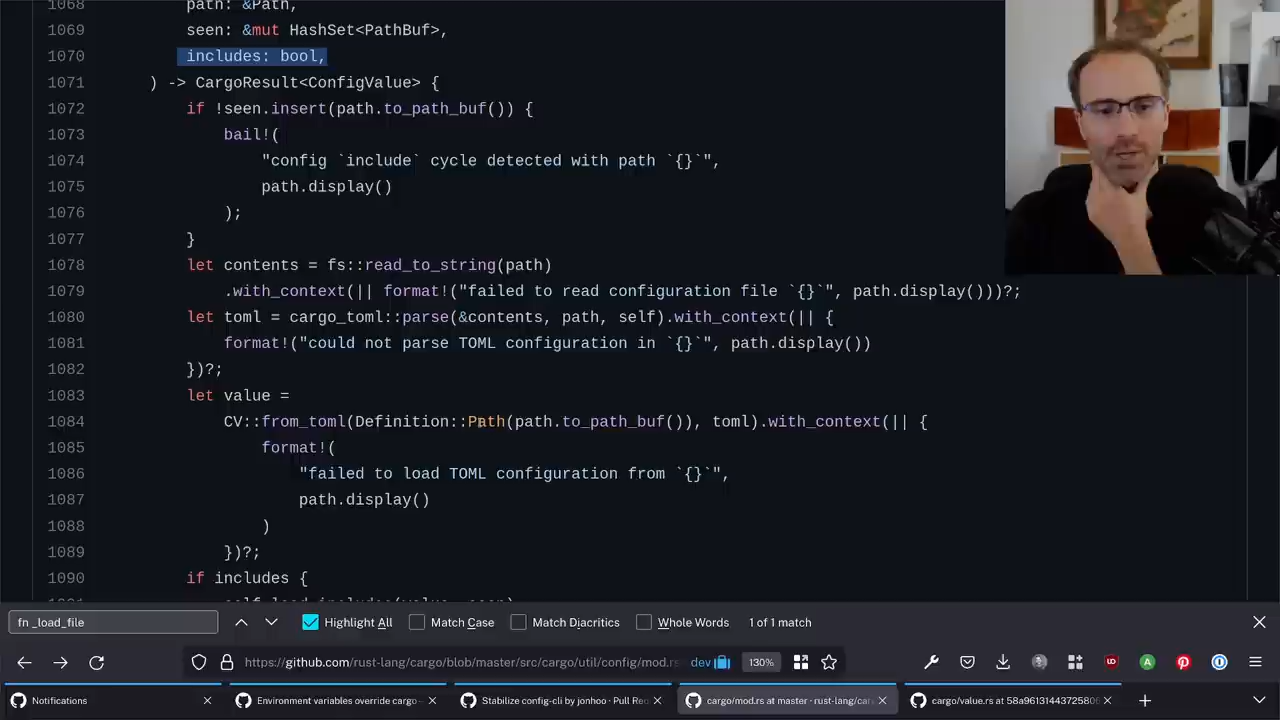 1068 path: &Path,
1069 seen: &mut HashSet<PathBuf>,
1070 includes: bool,
1071 ) -> CargoResult<ConfigValue> {
1072 if !seen.insert(path.to_path_buf()) {
1073 bail!(
1074 "config `include` cycle detected with path `{}`",
1075 path.display()
1076 );
1077 }
1078 let contents = fs::read_to_string(path)
1079 .with_context(|| format!("failed to read configuration file `{}`", path.display()))?;
1080 let toml = cargo_toml::parse(&contents, path, self).with_context(|| {
1081 format!("could not parse TOML configuration in `{}`", path.display())
1082 })?;
1083 let value =
1084 CV::from_toml(Definition::Path(path.to_path_buf()), toml).with_context(|| {
1085 format!(
1086 "failed to load TOML configuration from `{}`",
1087 path.display()
1088 )
1089 })?;
1090 if includes {
fn _load_file Highlight All Match Case Match Diacritics Whole Words 1 of 1 match
https://github.com/rust-lang/cargo/blob/master/src/cargo/util/config/mod.rs dev 130%
Notifications Environment variables override cargo Stabilize config-cli by jonhoo · Pull Re cargo/mod.rs at master · rust-lang/car cargo/value.rs at 58a961314437258